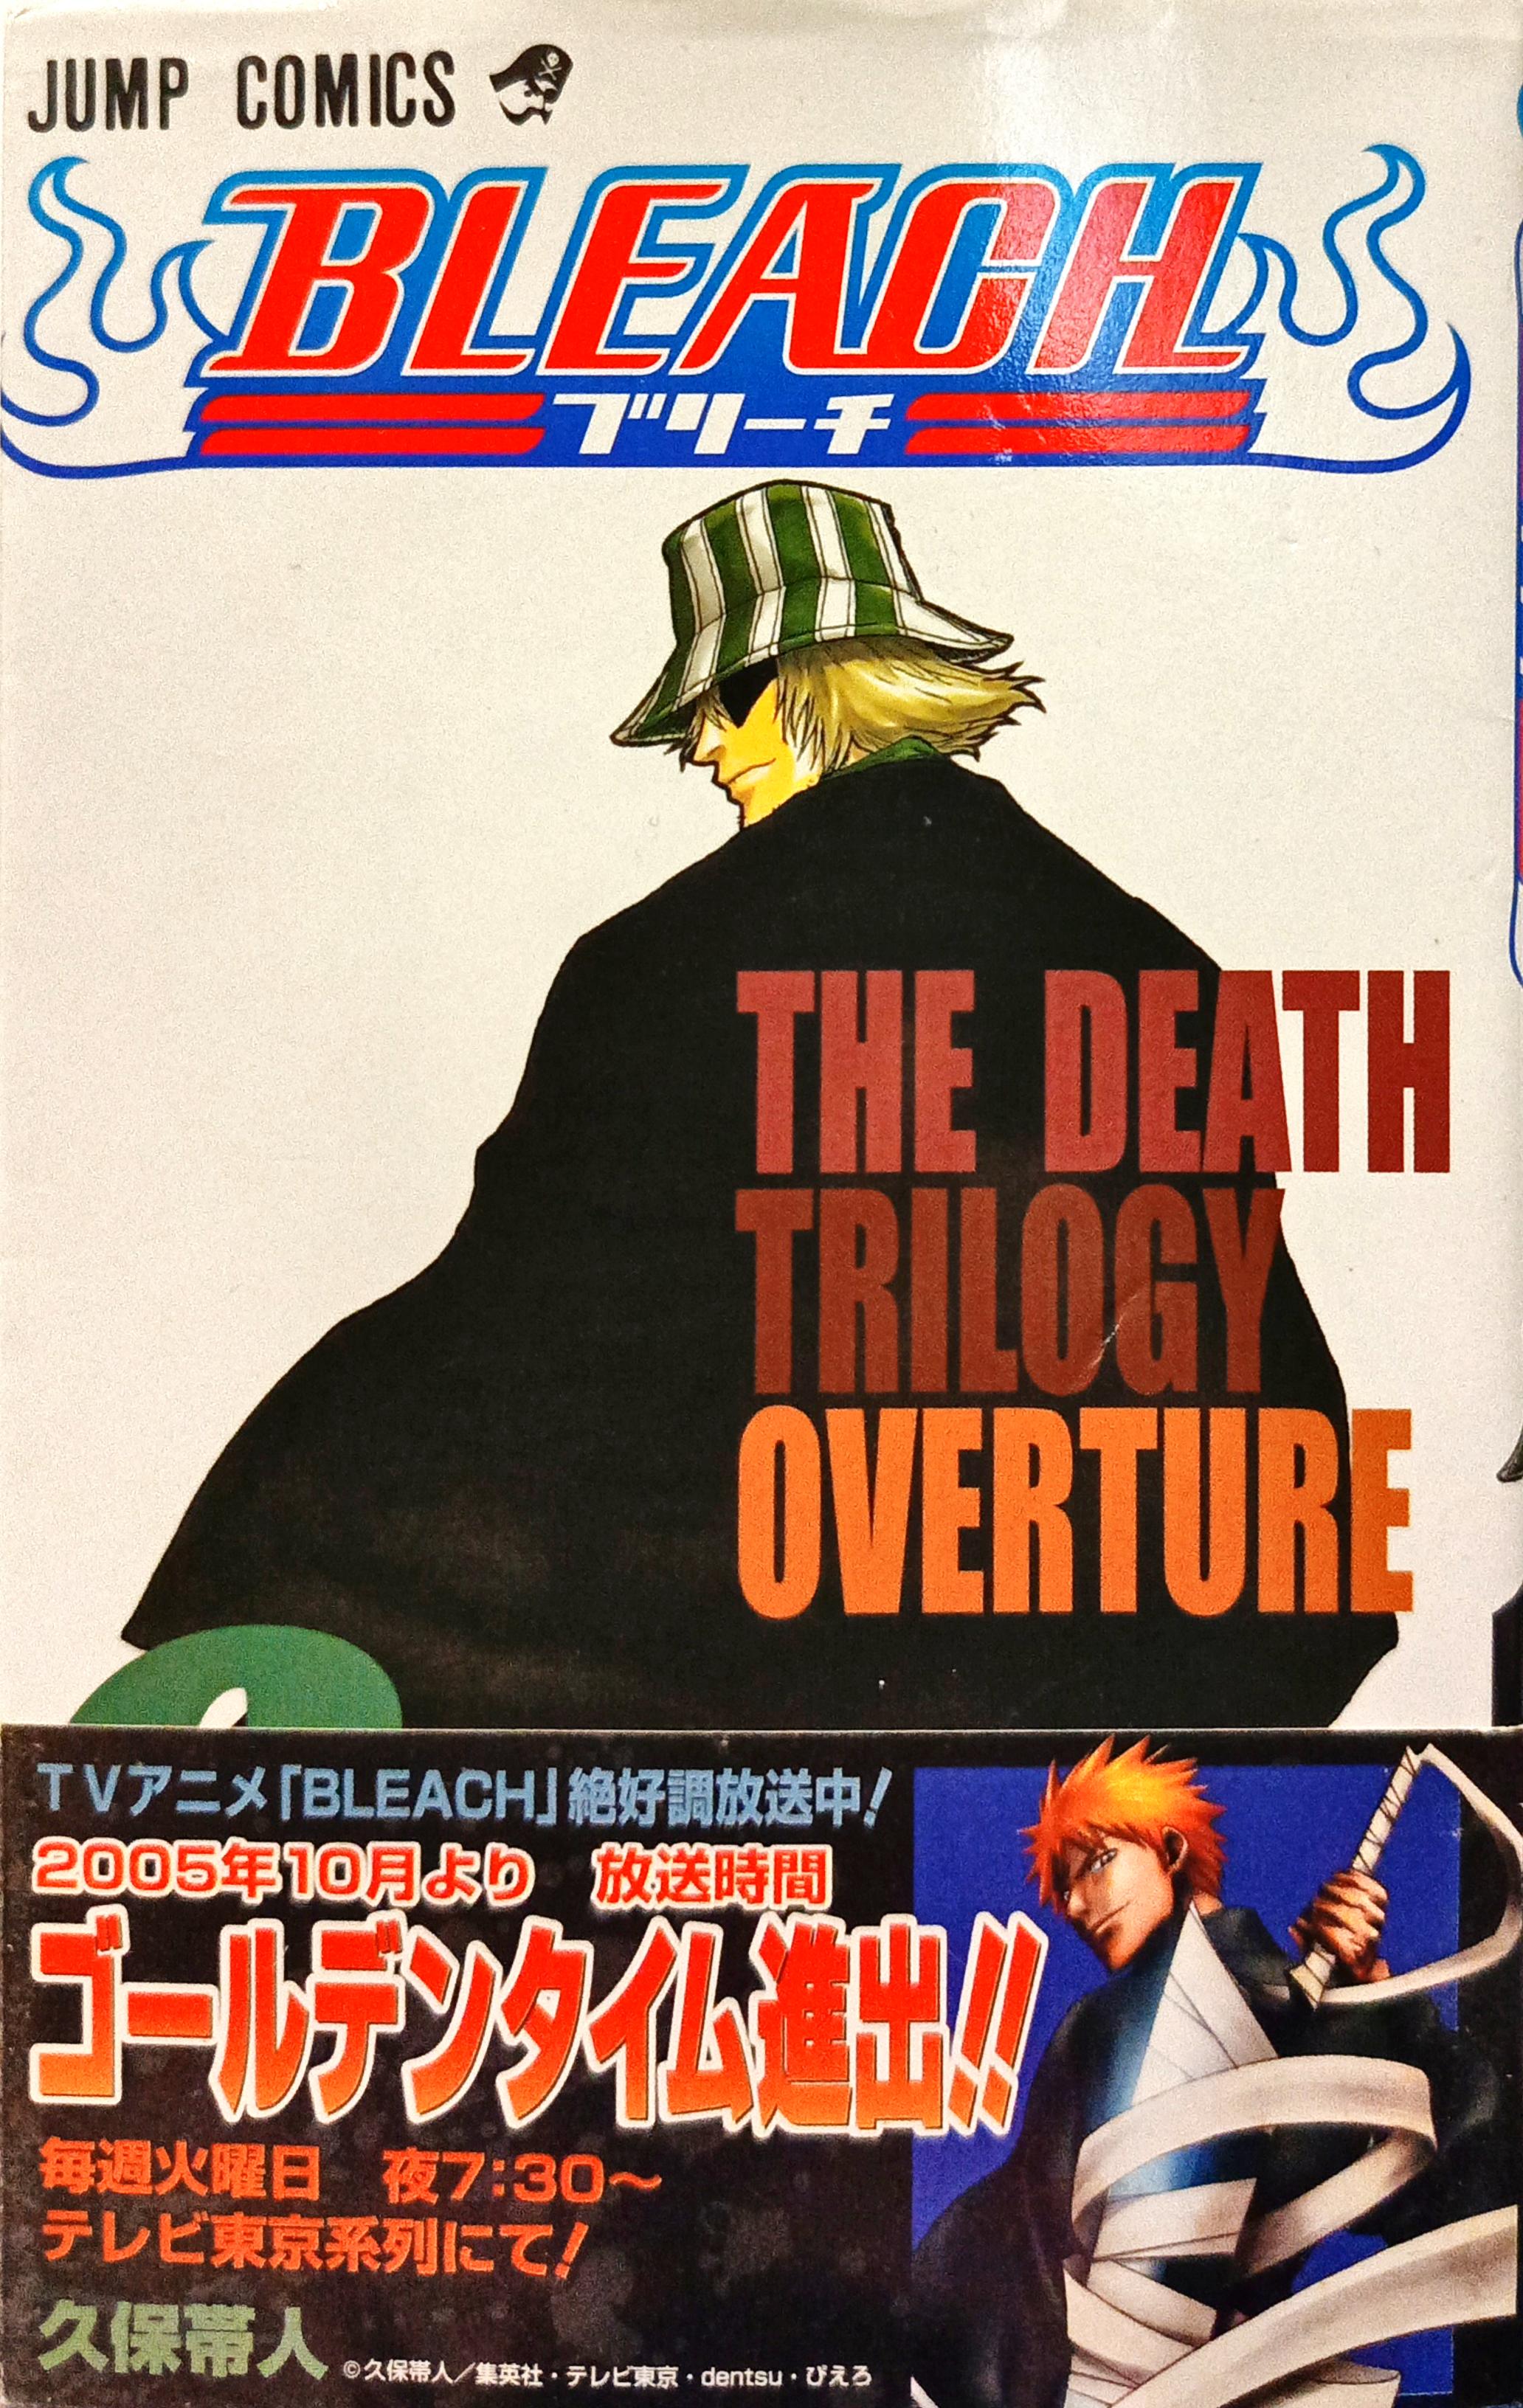 JUMP COMICS
BLEACH
ブリーチ
THE DEATH
TRILOGY
OVERTURE
TVアニメ「BLEACH」絶好調放送中!
2005年10月より 放送時間
ゴールデンタイム進出!!
毎週火曜日 夜7:30～
テレビ東京系列にて!
久保帯人
©久保帯人／集英社・テレビ東京・dentsu・ぴえろ